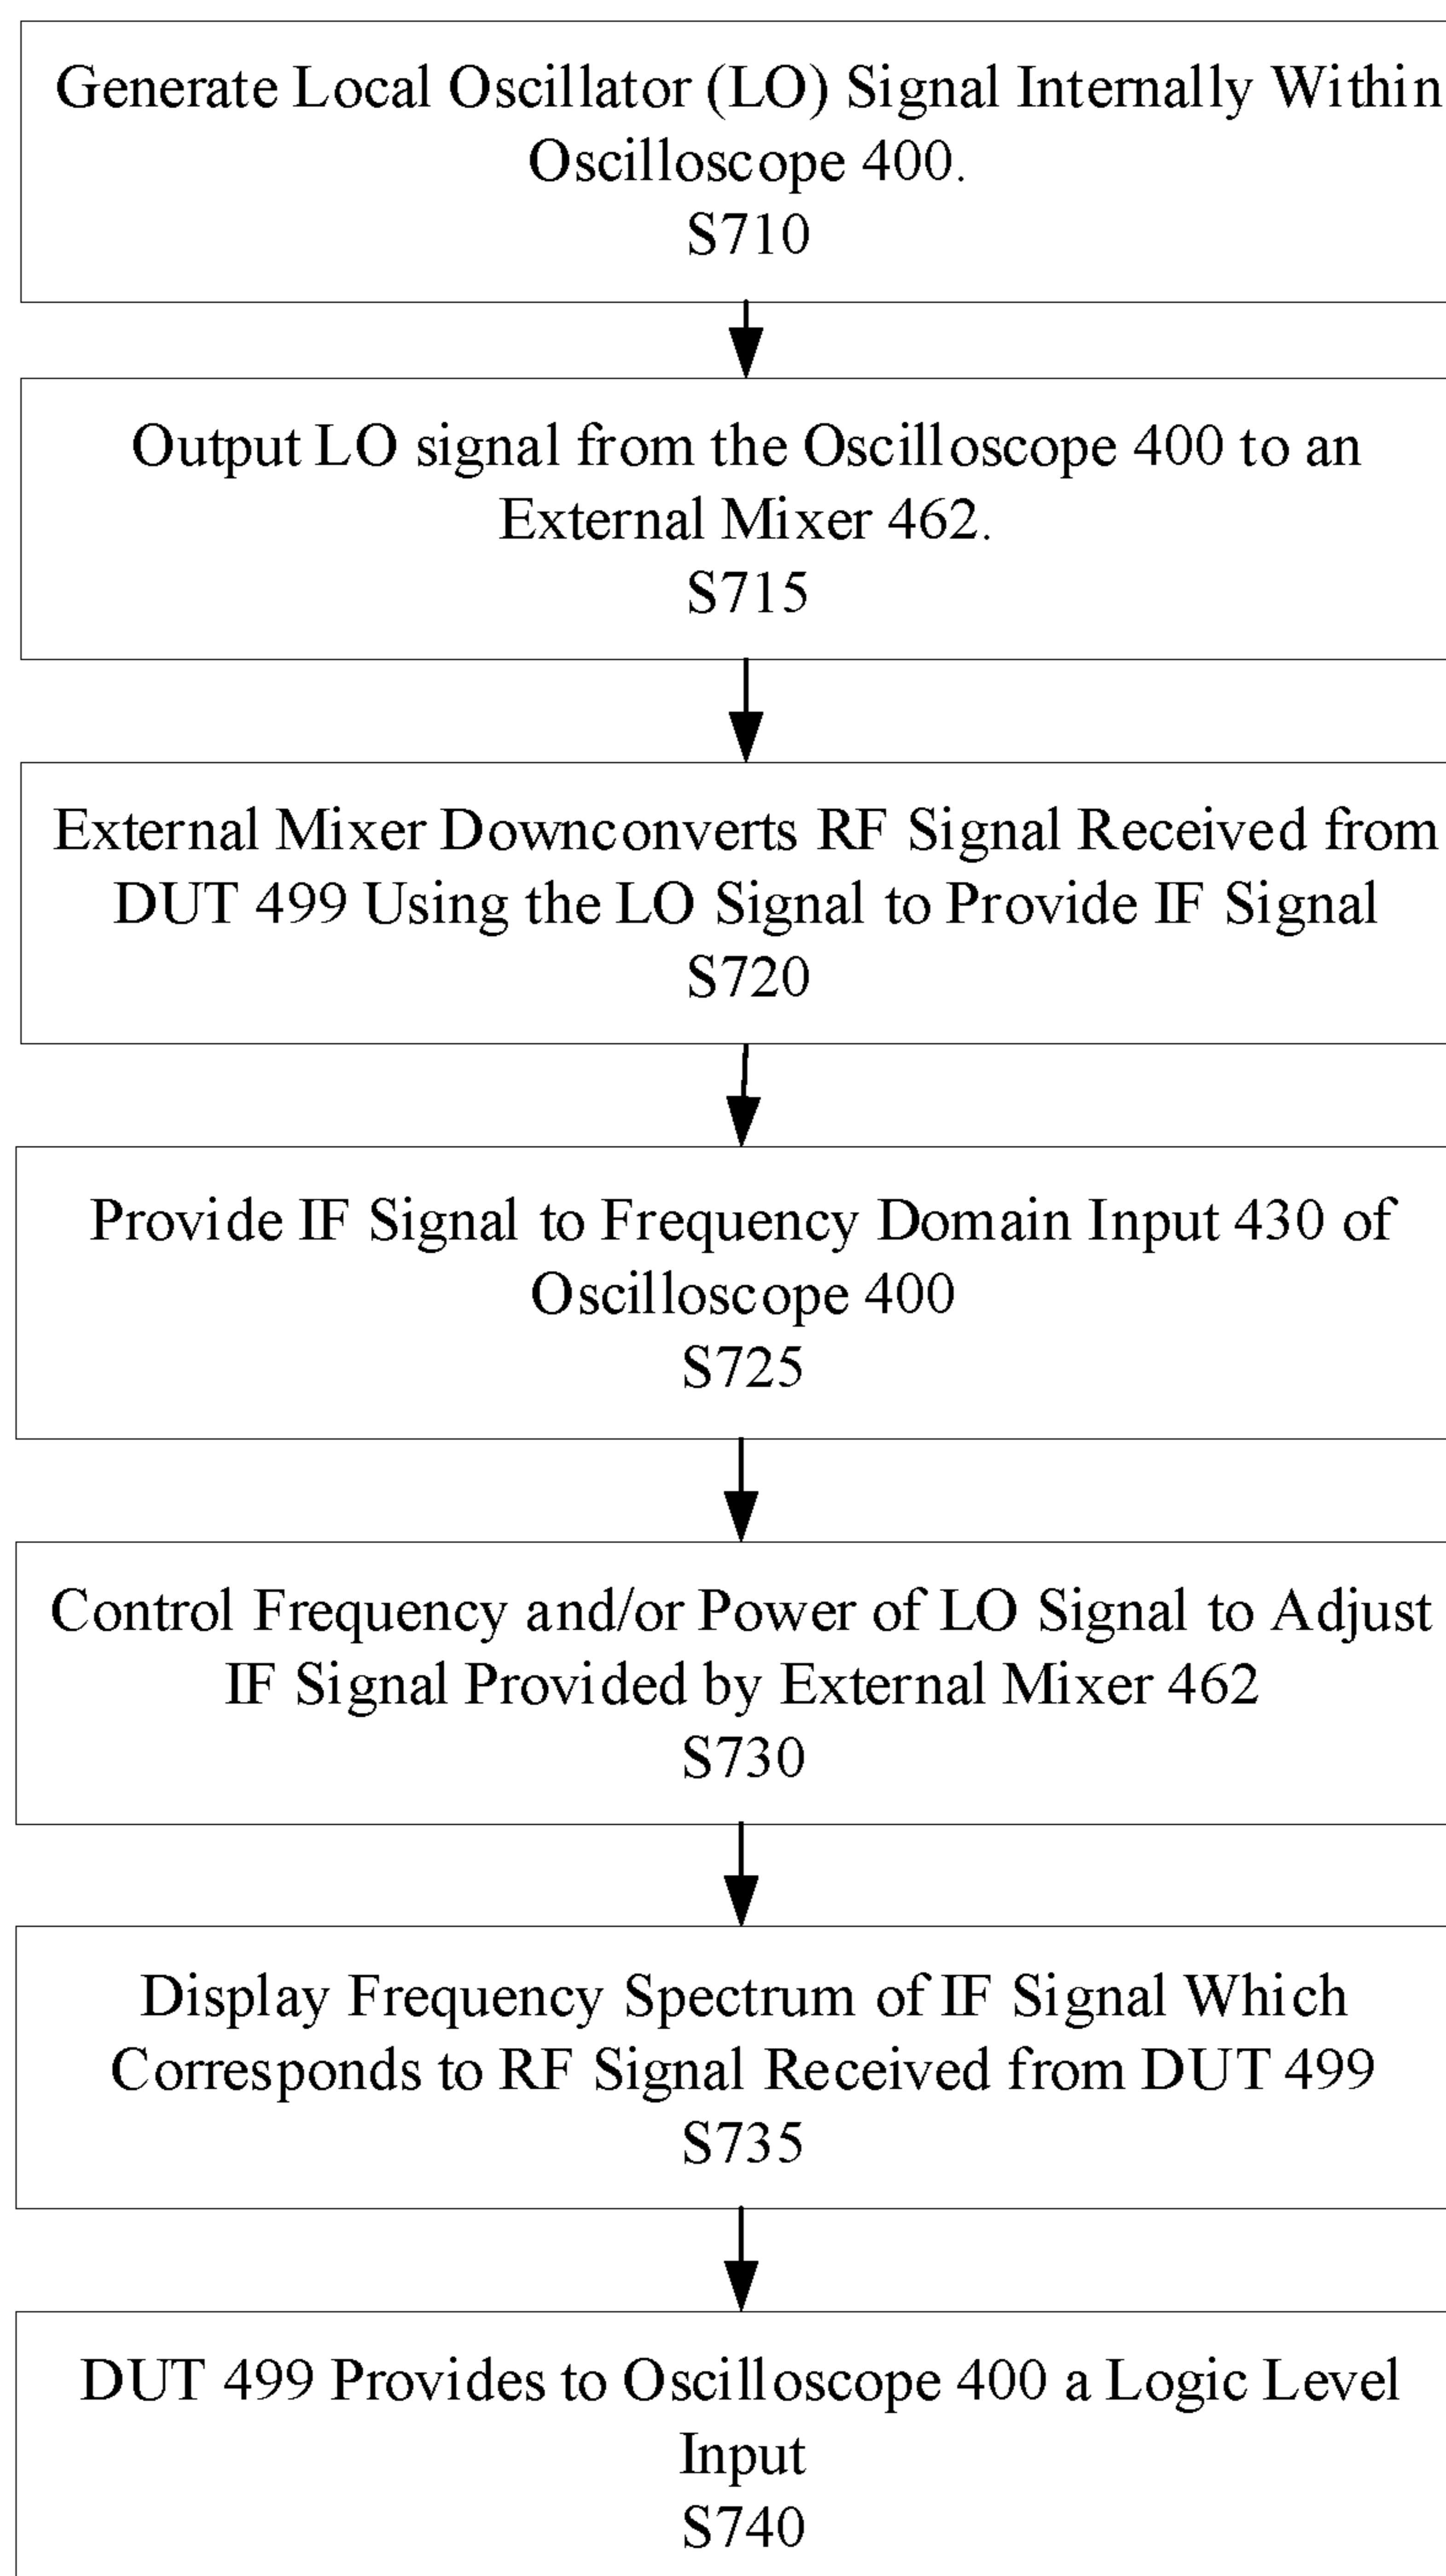 Generate Local Oscillator (LO) Signal Internally Within
Oscilloscope 400.
S710
Output LO signal from the Oscilloscope 400 to an
External Mixer 462.
S715
External Mixer Downconverts RF Signal Received from
DUT 499 Using the LO Signal to Provide IF Signal
S720
Provide IF Signal to Frequency Domain Input 430 of
Oscilloscope 400
S725
Control Frequency and/or Power of LO Signal to Adjust
IF Signal Provided by External Mixer 462
S730
Display Frequency Spectrum of IF Signal Which
Corresponds to RF Signal Received from DUT 499
S735
DUT 499 Provides to Oscilloscope 400 a Logic Level
Input
S740